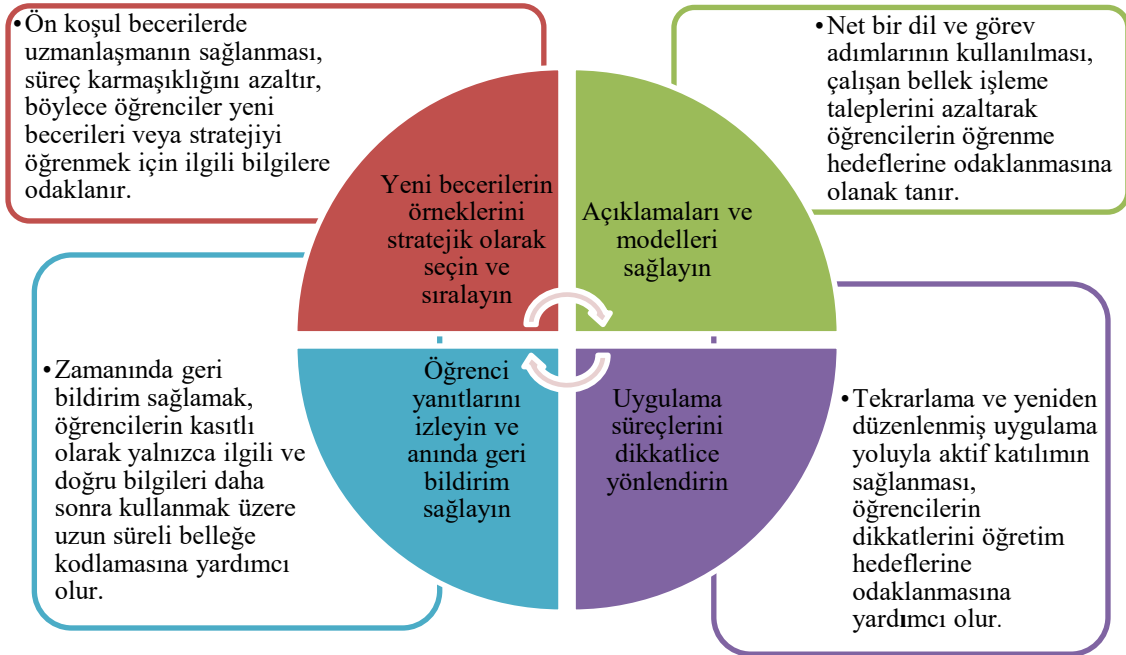 •Ön koşul becerilerde
uzmanlaşmanın sağlanması,
süreç karmaşıklığını azaltır,
böylece öğrenciler yeni
becerileri veya stratejiyi
öğrenmek için ilgili bilgilere
odaklanır.
•Net bir dil ve görev
adımlarının kullanılması,
çalışan bellek işleme
taleplerini azaltarak
öğrencilerin öğrenme
hedeflerine odaklanmasına
olanak tanır.
Yeni becerilerin
örneklerini
stratejik olarak
seçin ve
sıralayın
Açıklamaları ve
modelleri
sağlayın
•Zamanında geri
bildirim sağlamak,
öğrencilerin kasıtlı
olarak yalnızca ilgili ve
doğru bilgileri daha
sonra kullanmak üzere
uzun süreli belleğe
kodlamasına yardımcı
olur.
Öğrenci
yanıtlarını
izleyin ve
anında geri
bildirim
sağlayın
Uygulama
süreçlerini
dikkatlice
yönlendirin
•Tekrarlama ve yeniden
düzenlenmiş uygulama
yoluyla aktif katılımın
sağlanması,
öğrencilerin
dikkatlerini öğretim
hedeflerine
odaklanmasına
yardımcı olur.